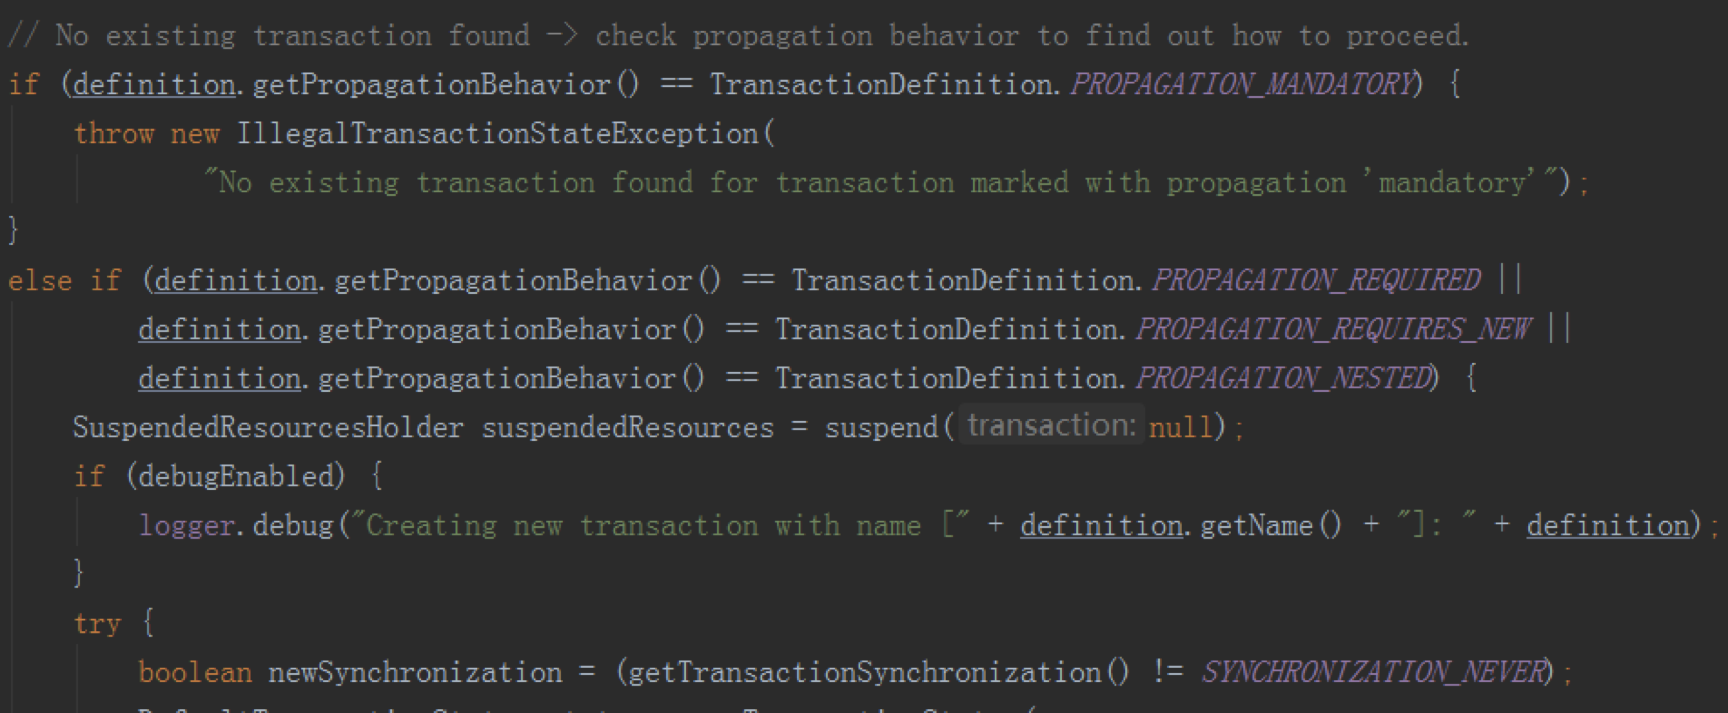 // No existing transaction found -> check propagation behavior to find out how to proceed.
if (definition.getPropagationBehavior() == TransactionDefinition.PROPAGATION_MANDATORY) {
throw new IllegalTransactionStateException(
"No existing transaction found for transaction marked with propagation 'mandatory'");
}
else if (definition.getPropagationBehavior() == TransactionDefinition.PROPAGATION_REQUIRED ||
definition.getPropagationBehavior() == TransactionDefinition.PROPAGATION_REQUIRES_NEW ||
definition.getPropagationBehavior() == TransactionDefinition.PROPAGATION_NESTED) {
SuspendedResourcesHolder suspendedResources = suspend( transaction: null);
if (debugEnabled) {
logger.debug("Creating new transaction with name [" + definition.getName() + "]: " + definition);
}
try {
boolean newSynchronization = (getTransactionSynchronization() != SYNCHRONIZATION_NEVER);